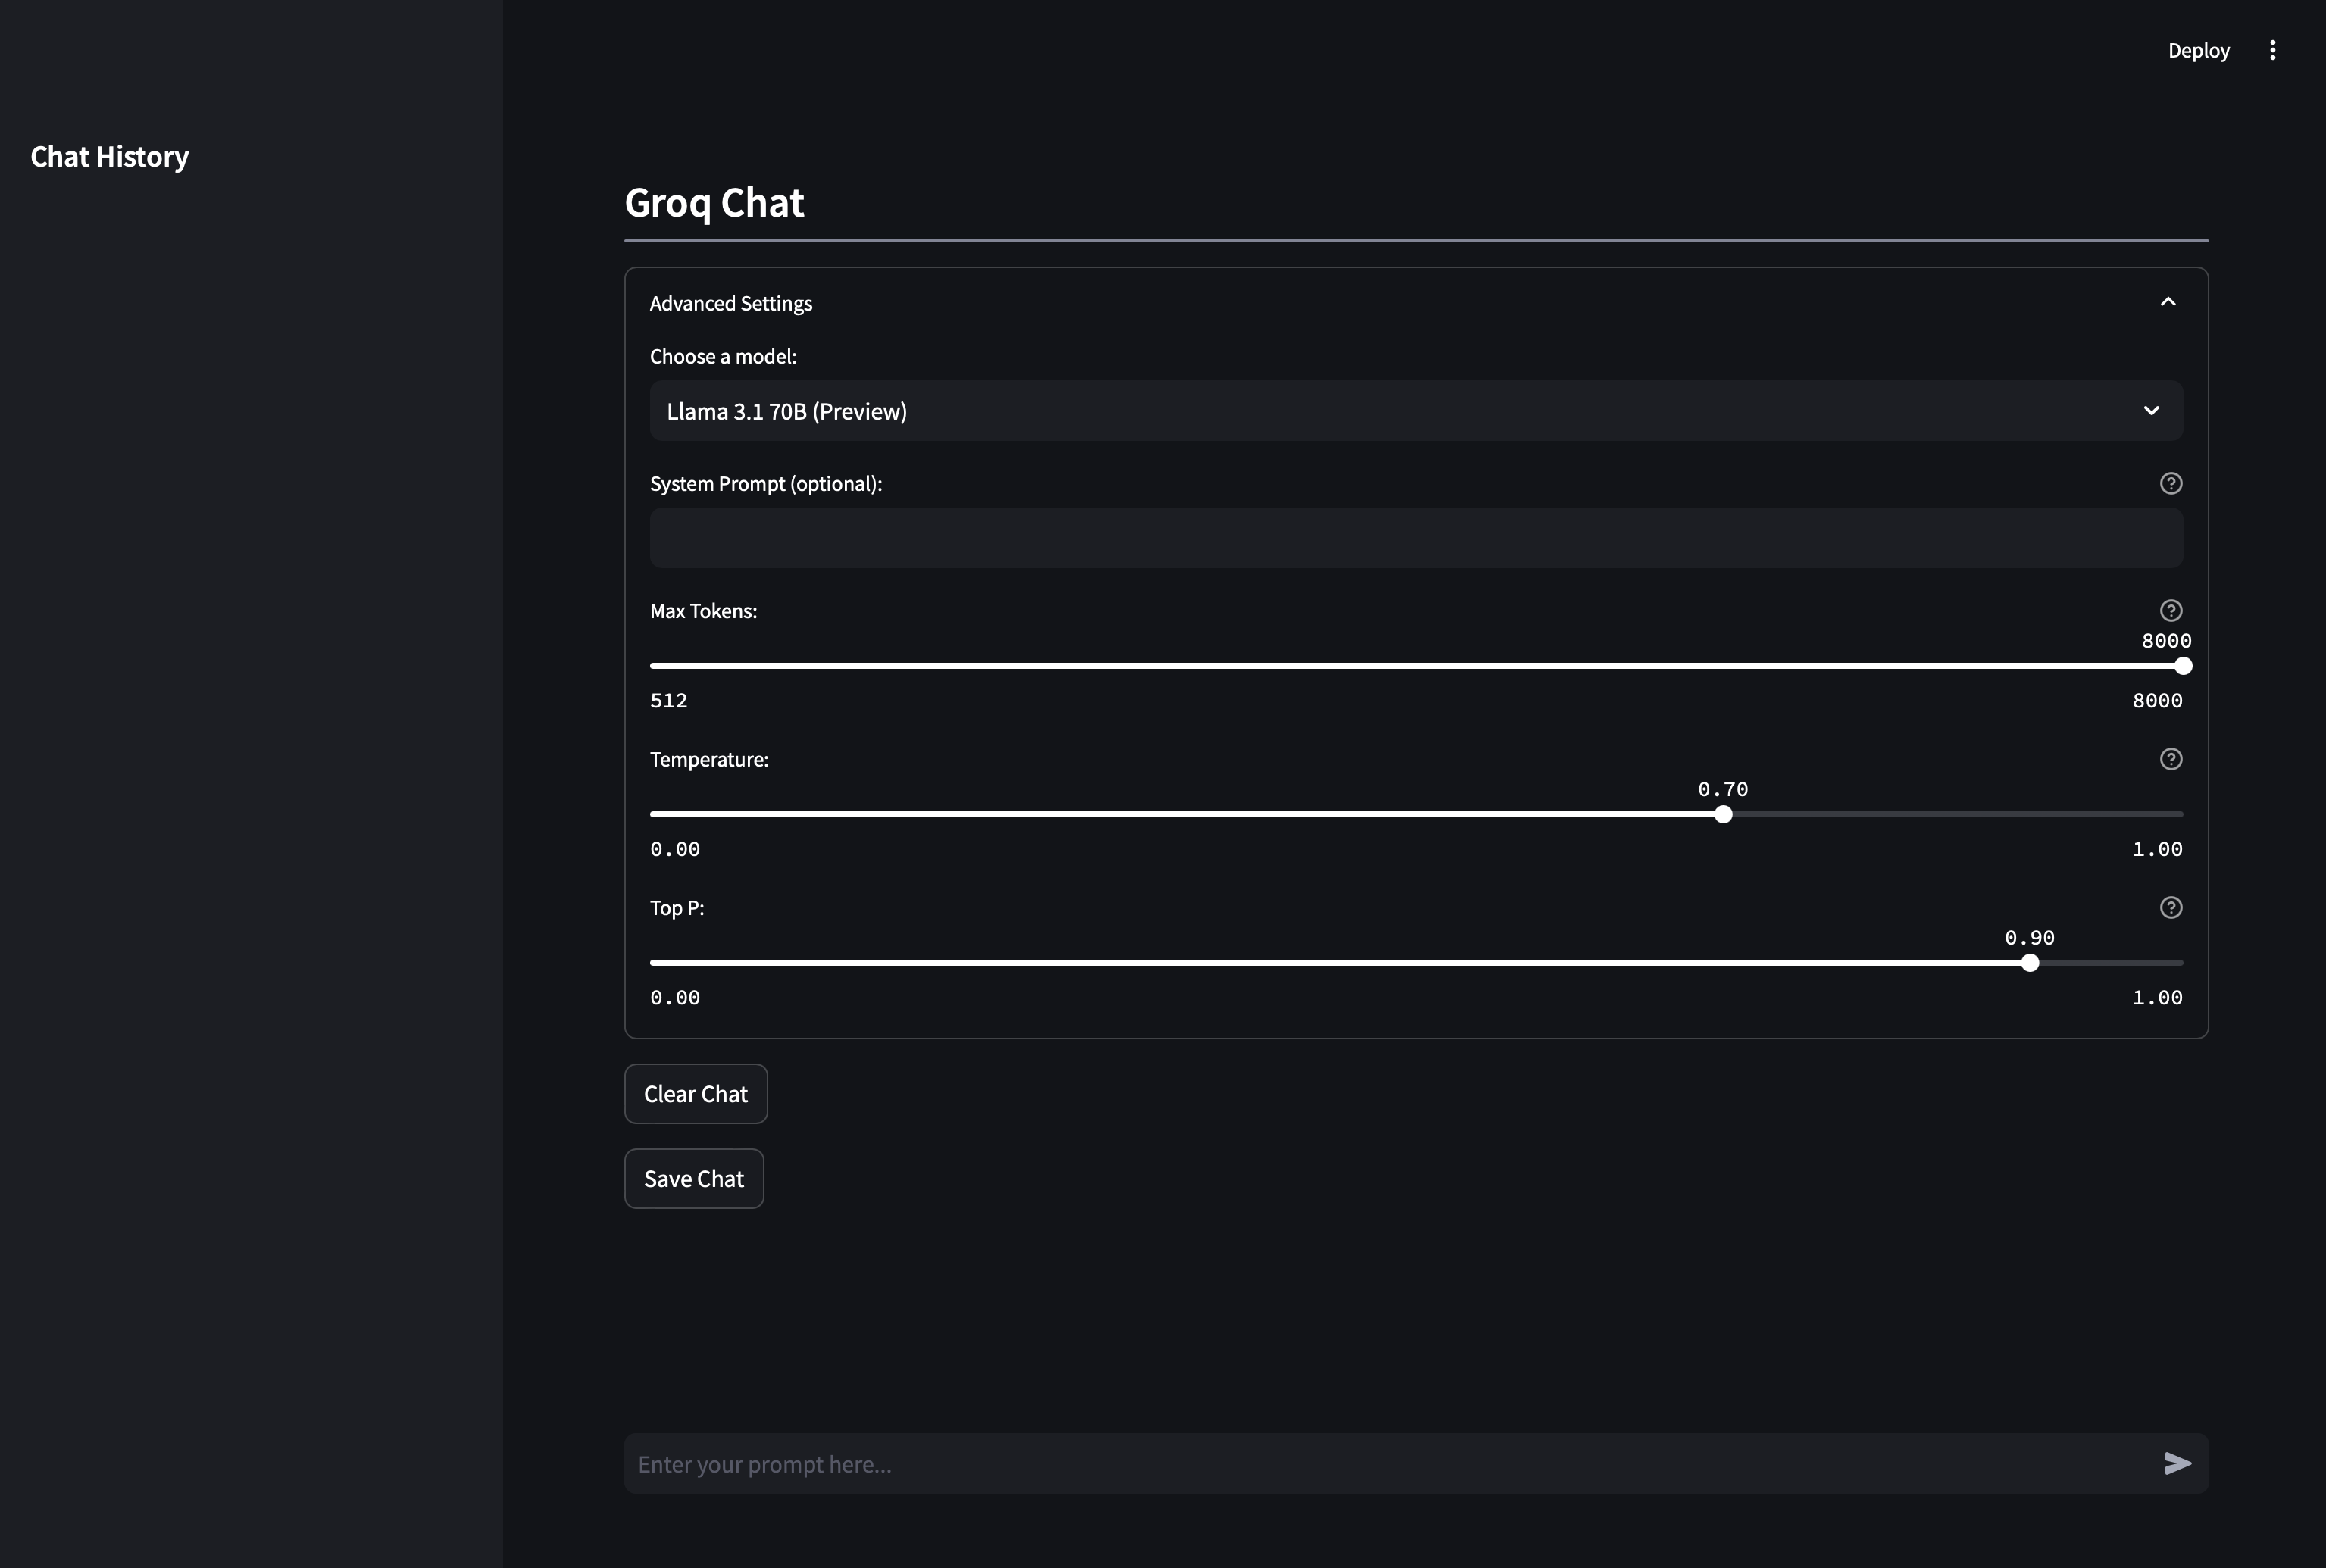 Deploy
Chat History
Groq Chat
Advanced Settings
Choose a model:
Llama 3.1 70B (Preview)
System Prompt (optional):
Max Tokens:
8000
512 8000
Temperature:
0.70
0.00 1.00
Top P:
0.90
0.00 1.00
Clear Chat
Save Chat
Enter your prompt here...